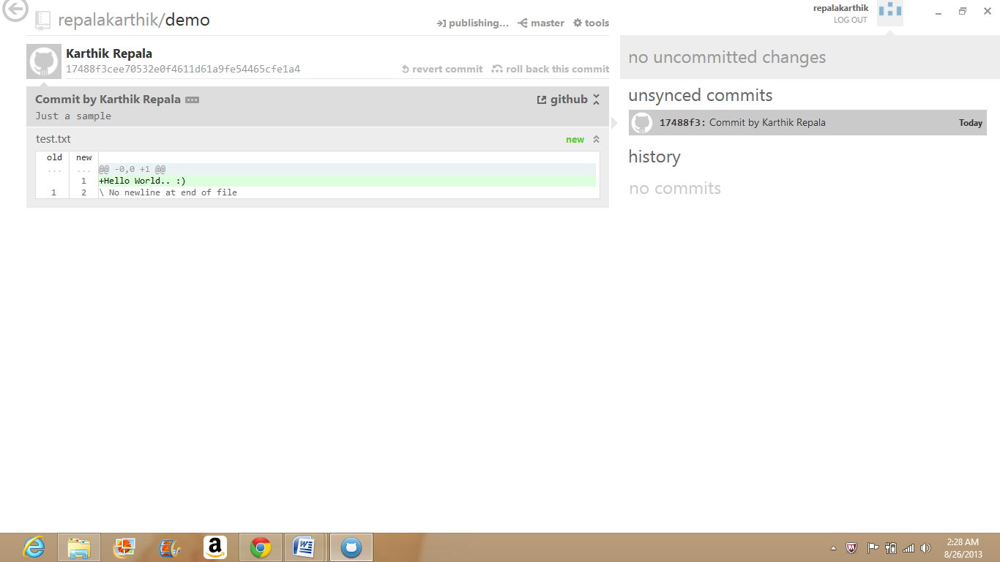 repalakarthik/demo
publishing... master tools
repalakarthik
LOG OUT
Karthik Repala
17488f3cee70532e0f4611d61a9fe54465cfe1a4
revert commit roll back this commit
Commit by Karthik Repala
github
Just a sample
test.txt
new
old new
... ... @@ -0,0 +1 @@
1 +Hello World.. :)
1 2 \ No newline at end of file
no uncommitted changes
unsynced commits
17488f3: Commit by Karthik Repala Today
history
no commits
2:28 AM
8/26/2013